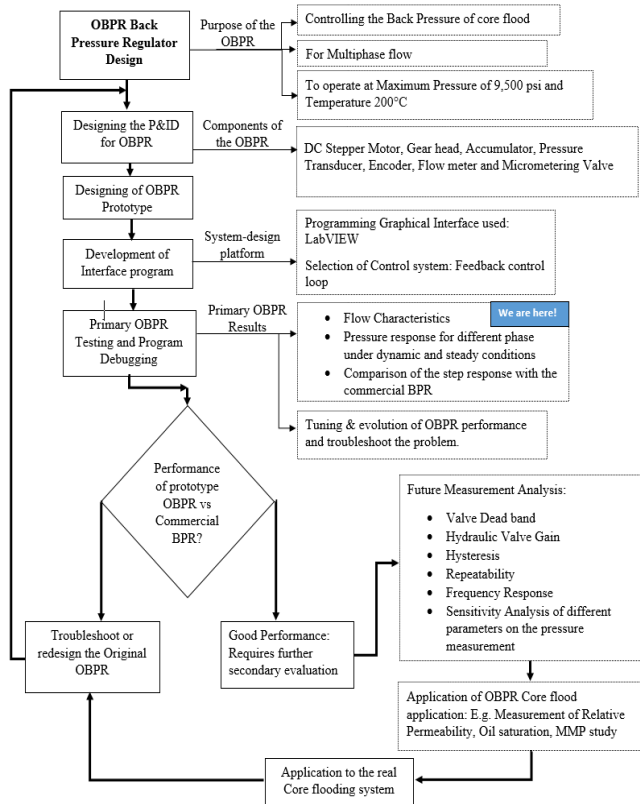 OBPR Back
Pressure Regulator
Design
Purpose of the
OBPR
Controlling the Back Pressure of core flood
For Multiphase flow
To operate at Maximum Pressure of 9,500 psi and
Temperature 200°C
Designing the P&ID
for OBPR
Components of
the OBPR
DC Stepper Motor, Gear head, Accumulator, Pressure
Transducer, Encoder, Flow meter and Micrometering Valve
Designing of OBPR
Prototype
Development of
Interface program
System-design
platform
Programming Graphical Interface used:
LabVIEW
Selection of Control system: Feedback control
loop
Primary OBPR
Testing and Program
Debugging
Primary OBPR
Results
We are here!
• Flow Characteristics
• Pressure response for different phase
under dynamic and steady conditions
• Comparison of the step response with the
commercial BPR
Tuning & evolution of OBPR performance
and troubleshoot the problem.
Performance
of prototype
OBPR vs
Commercial
BPR?
Future Measurement Analysis:
• Valve Dead band
• Hydraulic Valve Gain
• Hysteresis
• Repeatability
• Frequency Response
• Sensitivity Analysis of different
parameters on the pressure
measurement
Troubleshoot or
redesign the Original
OBPR
Good Performance:
Requires further
secondary evaluation
Application of OBPR Core flood
application: E.g. Measurement of Relative
Permeability, Oil saturation, MMP study
Application to the real
Core flooding system